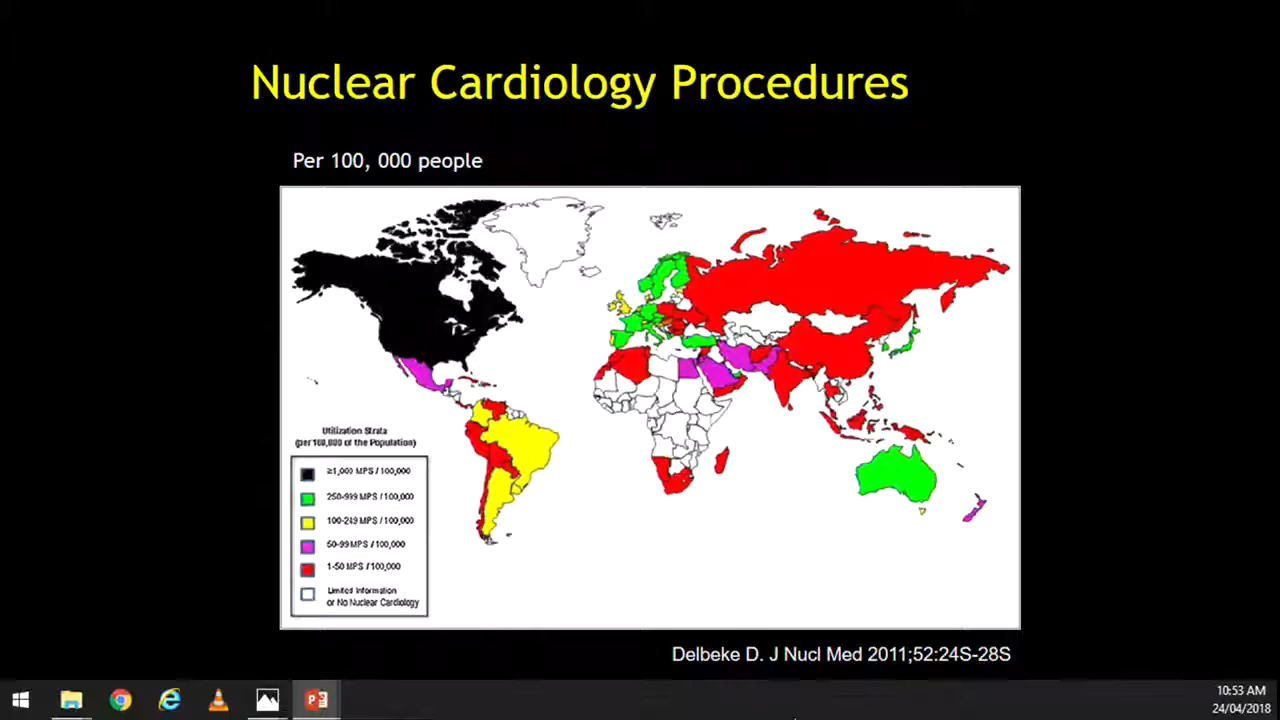 Nuclear Cardiology Procedures
Per 100, 000 people
Utilization Strata
(per 100,000 of the Population)
≥1,000 MPS / 100,000
250-999 MPS / 100,000
100-249 MPS / 100,000
50-99 MPS / 100,000
1-50 MPS / 100,000
Limited Information
or No Nuclear Cardiology
Delbeke D. J Nucl Med 2011;52:24S-28S
10:53 AM
24/04/2018